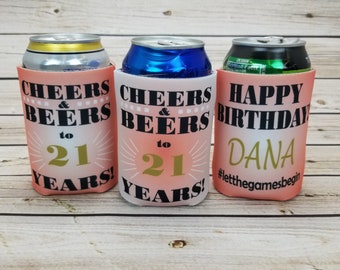 CHEERS
&
BEERS
to
21
YEARS!
CHEERS
&
BEERS
to
21
YEARS!
HAPPY
BIRTHDAY!
DANA
#letthegamesbegin